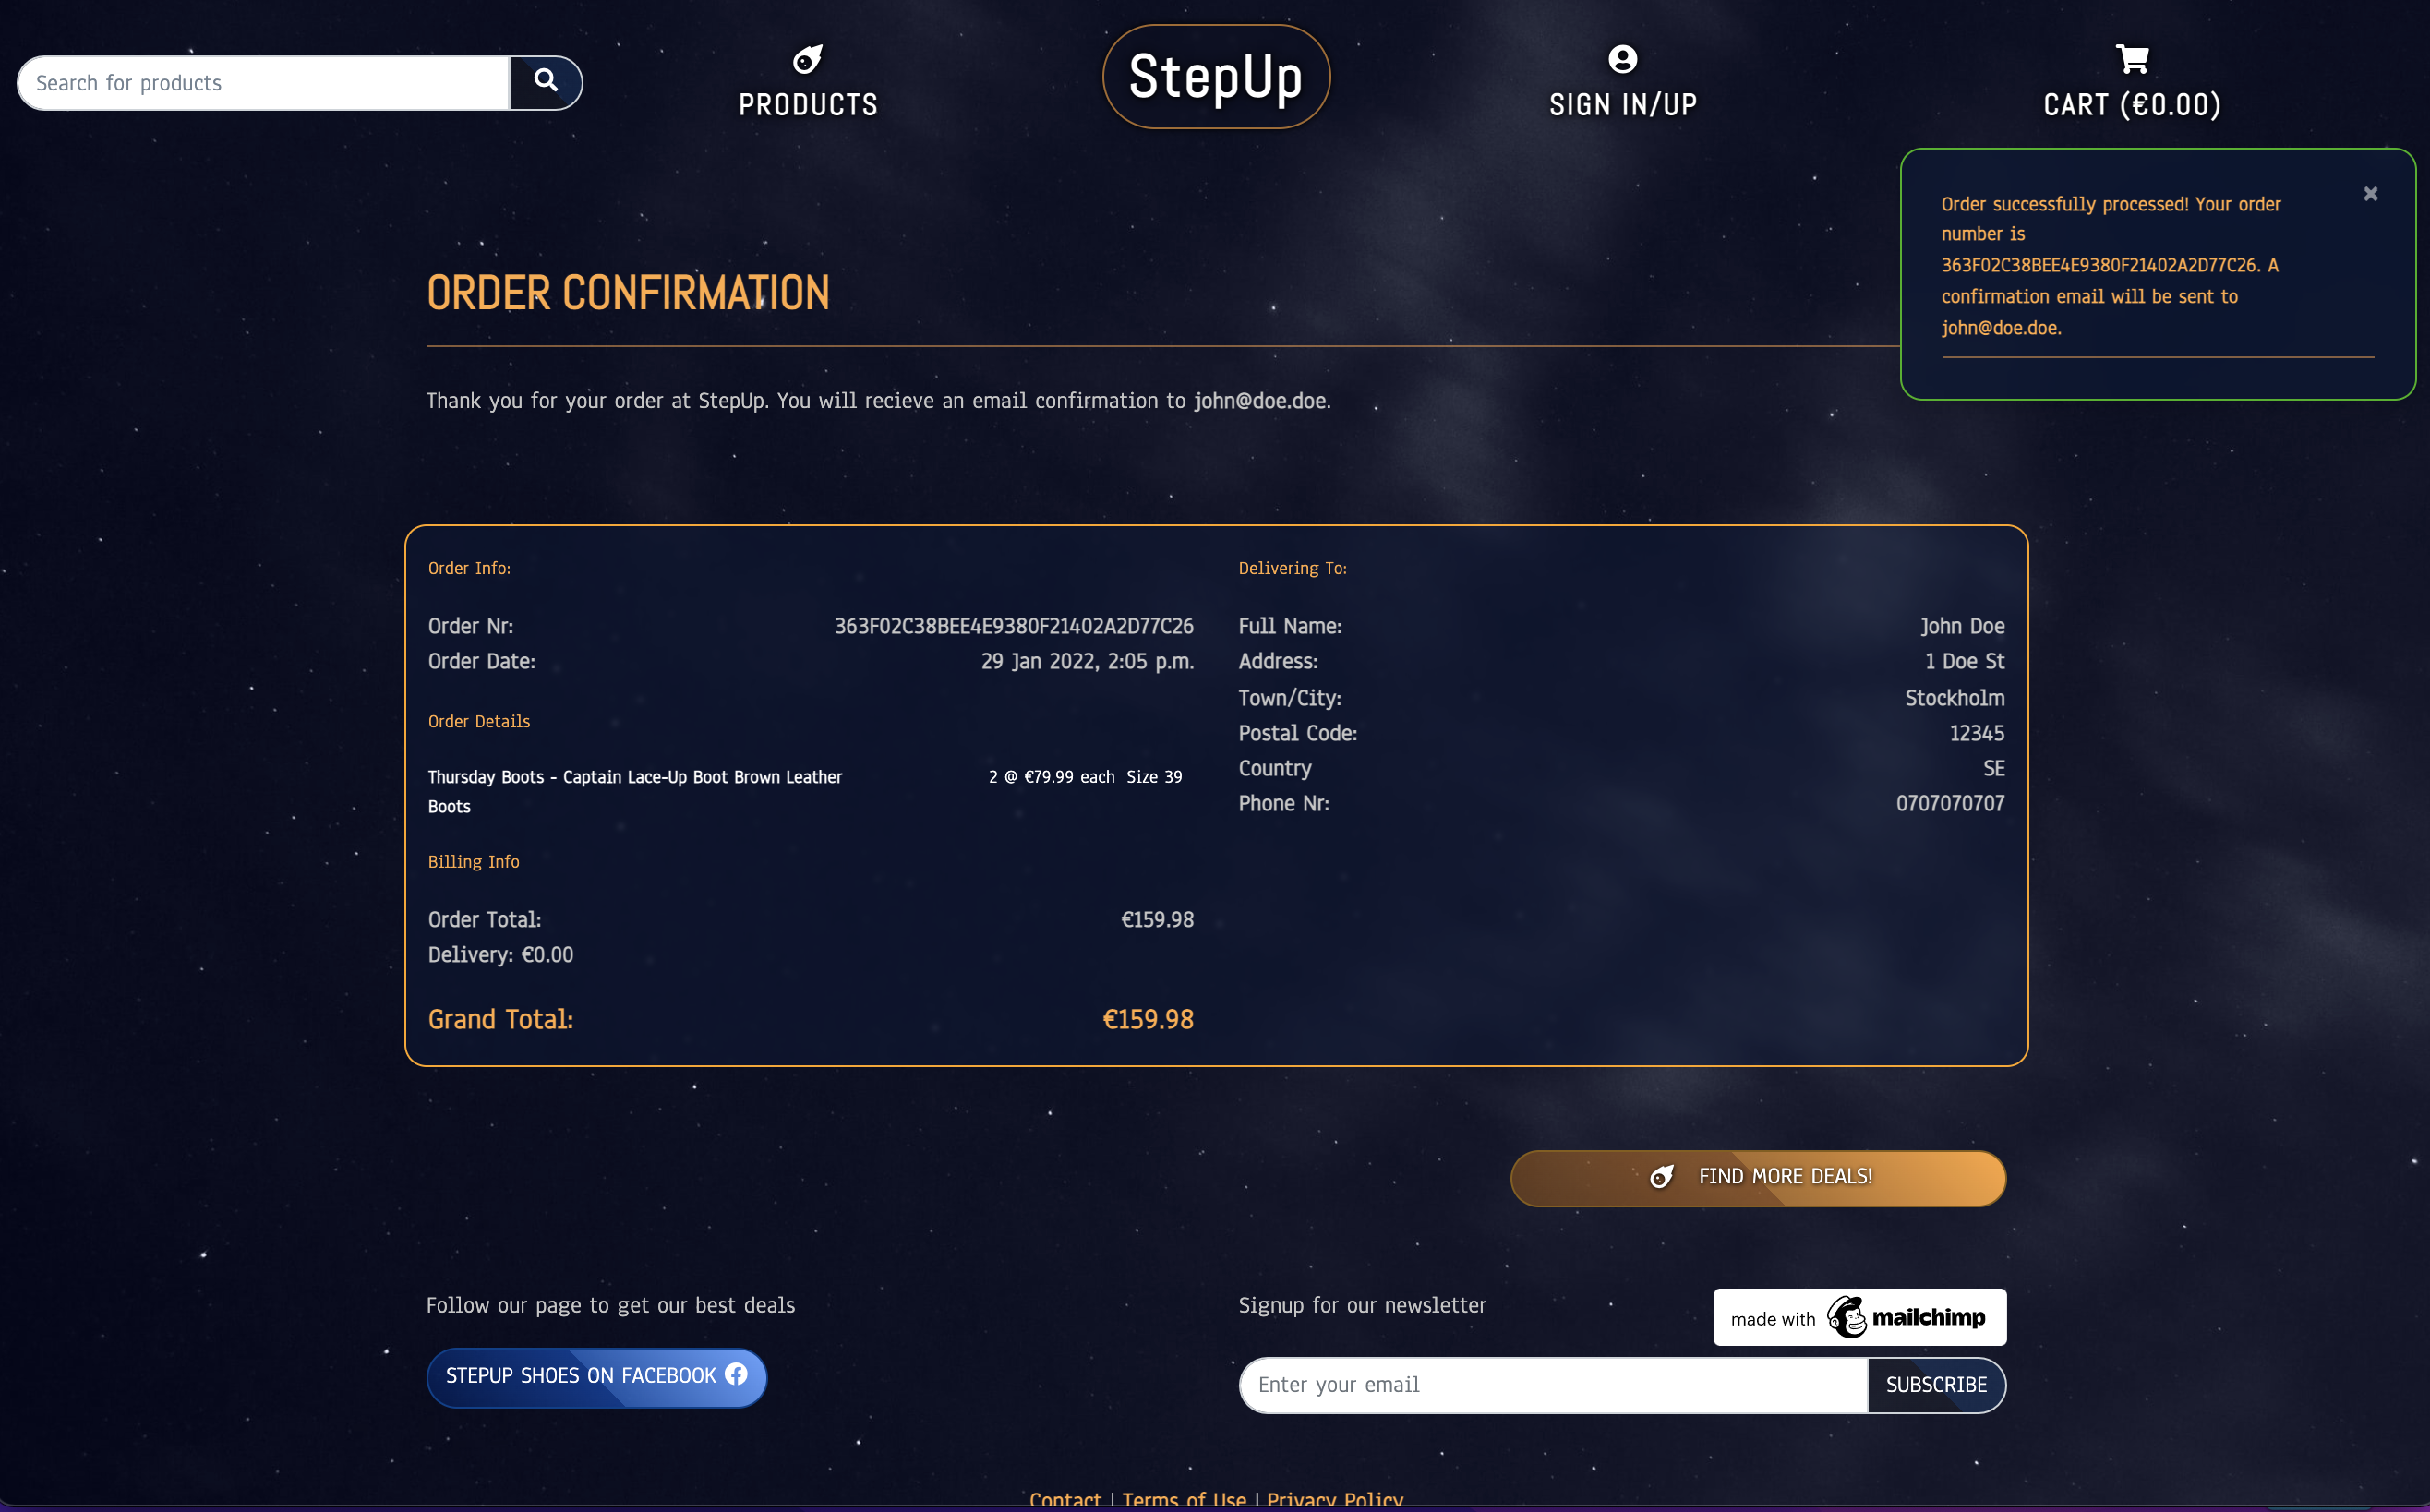 Search for products
PRODUCTS
StepUp
SIGN IN/UP
CART (€0.00)
Order successfully processed! Your order
number is
363F02C38BEE4E9380F21402A2D77C26. A
confirmation email will be sent to
john@doe.doe.
×
ORDER CONFIRMATION
Thank you for your order at StepUp. You will recieve an email confirmation to john@doe.doe.
Order Info:
Order Nr: 363F02C38BEE4E9380F21402A2D77C26
Order Date: 29 Jan 2022, 2:05 p.m.
Order Details
Thursday Boots - Captain Lace-Up Boot Brown Leather 2 @ €79.99 each Size 39
Boots
Billing Info
Order Total: €159.98
Delivery: €0.00
Grand Total: €159.98
Delivering To:
Full Name: John Doe
Address: 1 Doe St
Town/City: Stockholm
Postal Code: 12345
Country SE
Phone Nr: 0707070707
FIND MORE DEALS!
Follow our page to get our best deals
STEPUP SHOES ON FACEBOOK
Signup for our newsletter
made with mailchimp
Enter your email
SUBSCRIBE
Contact | Terms of Use | Privacy Policy